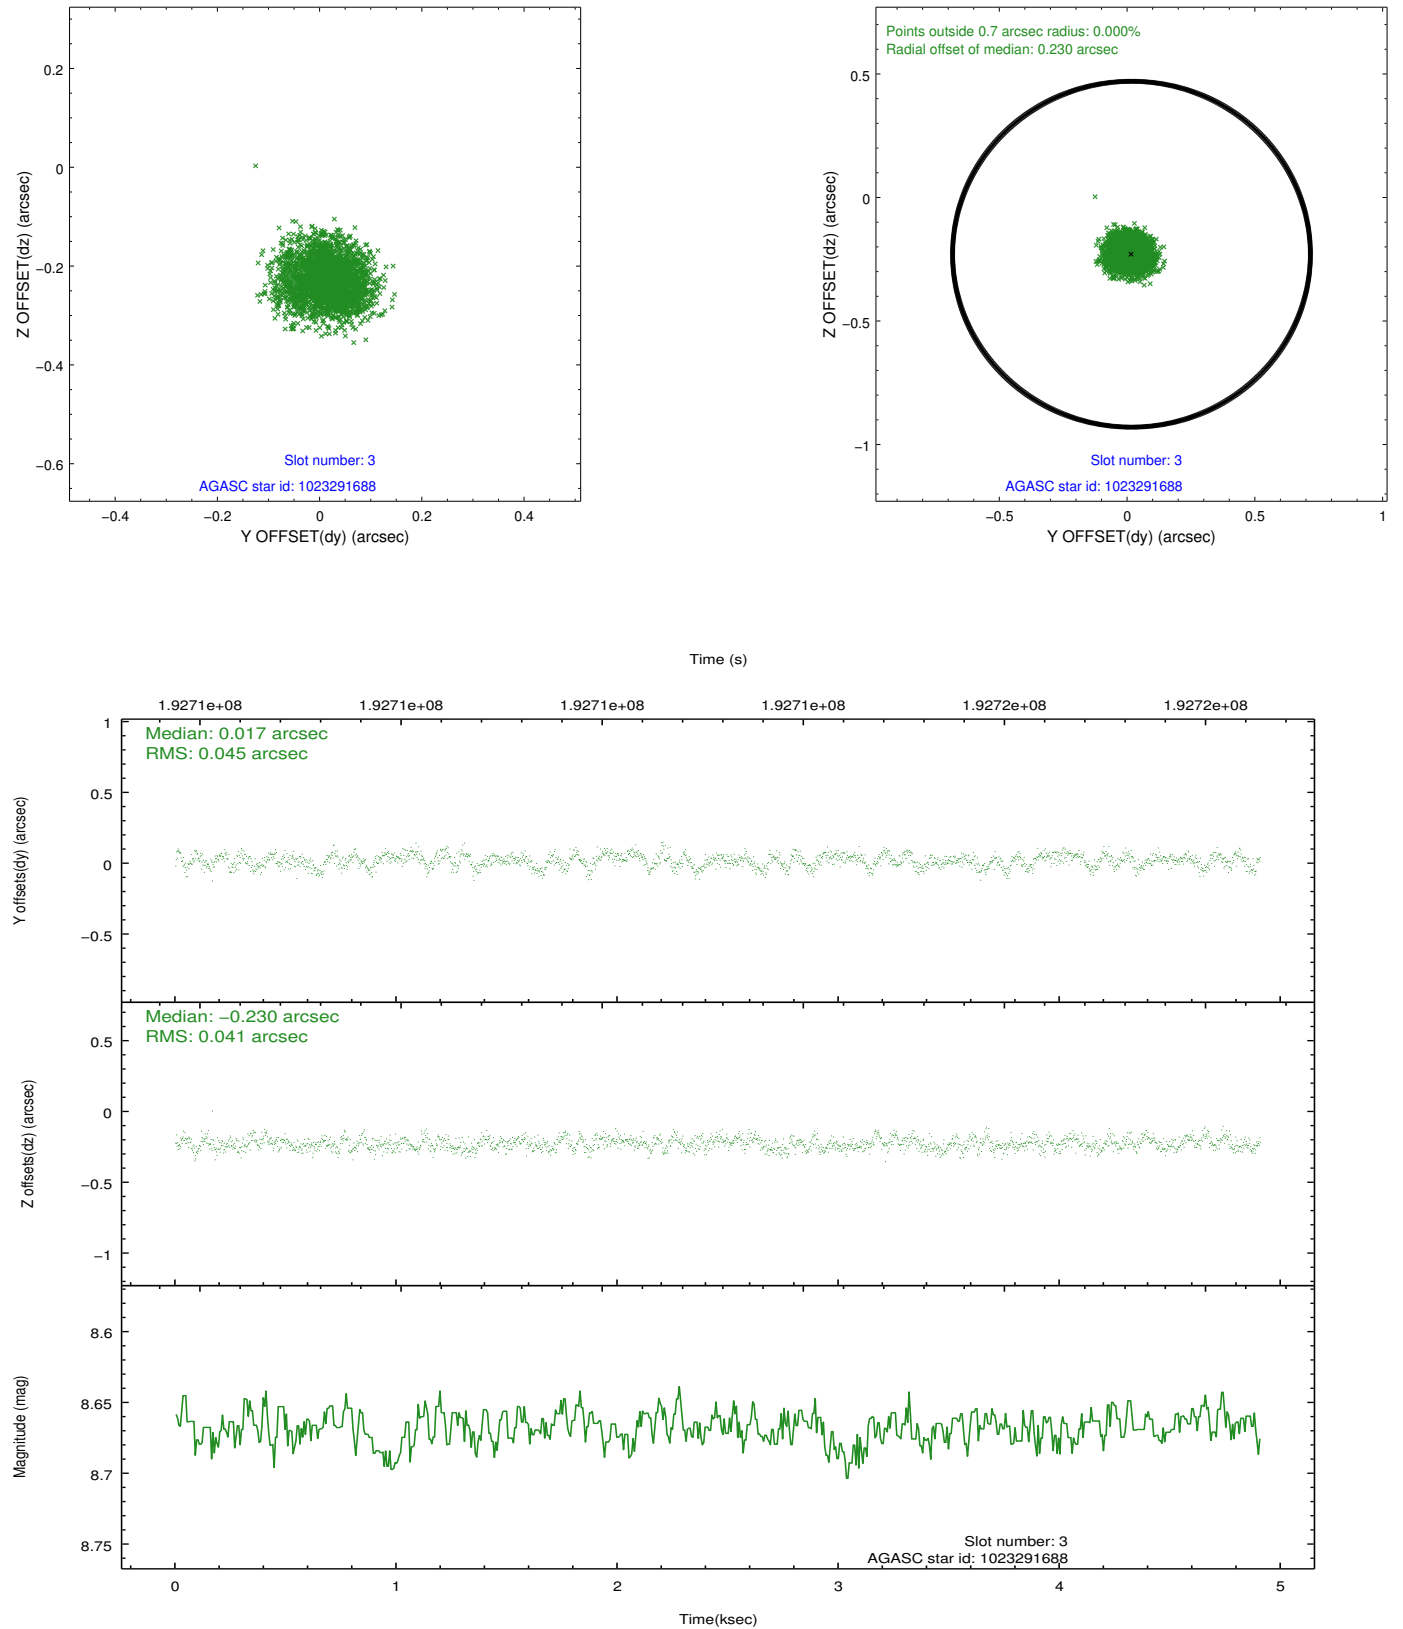 0.2
0
−0.2
−0.4
−0.6
Z OFFSET(dz) (arcsec)
Slot number: 3
AGASC star id: 1023291688
−0.4 −0.2 0 0.2 0.4
Y OFFSET(dy) (arcsec)
Points outside 0.7 arcsec radius: 0.000%
Radial offset of median: 0.230 arcsec
0.5
0
−0.5
−1
Z OFFSET(dz) (arcsec)
Slot number: 3
AGASC star id: 1023291688
−0.5 0 0.5 1
Y OFFSET(dy) (arcsec)
Time (s)
1.9271e+08 1.9271e+08 1.9271e+08 1.9271e+08 1.9272e+08 1.9272e+08
Median: 0.017 arcsec
RMS: 0.045 arcsec
1
0.5
0
−0.5
Y offsets(dy) (arcsec)
Median: −0.230 arcsec
RMS: 0.041 arcsec
0.5
0
−0.5
−1
Z offsets(dz) (arcsec)
8.6
8.65
8.7
8.75
Magnitude (mag)
Slot number: 3
AGASC star id: 1023291688
0 1 2 3 4 5
Time(ksec)